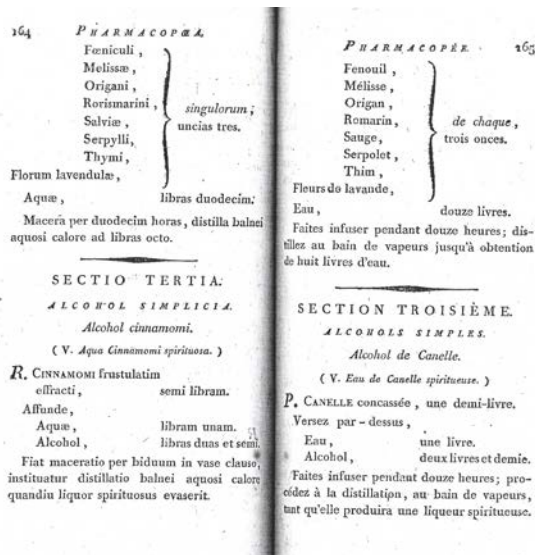 164 PHARMACOPŒA.
Fœniculi,
Melissæ,
Origani,
Rorismarini,
Salviæ,
Serpylli,
Thymi,
singulorum;
uncias tres.
Florum lavendulæ,
Aquæ, libras duodecim.
Macera per duodecim horas, distilla balnei
aquosi calore ad libras octo.
SECTIO TERTIA.
ALCOHOL SIMPLICIA.
Alcohol cinnamomi.
( V. Aqua Cinnamomi spirituosa. )
R. CINNAMOMI frustulatim
effracti, semi libram.
Affunde,
Aquæ, libram unam.
Alcohol, libras duas et semi.
Fiat maceratio per biduum in vase clauso,
instituatur distillatio balnei aquosi calore
quandiu liquor spirituosus evaserit.
PHARMACOPÉE. 165
Fenouil,
Mélisse,
Origan,
Romarin,
Sauge,
Serpolet,
Thim,
de chaque,
trois onces.
Fleurs de lavande,
Eau, douze livres.
Faites infuser pendant douze heures; dis-
tillez au bain de vapeurs jusqu'à obtention
de huit livres d'eau.
SECTION TROISIÈME.
ALCOHOLS SIMPLES.
Alcohol de Canelle.
( V. Eau de Canelle spiritueuse. )
P. CANELLE concassée, une demi-livre.
Versez par-dessus,
Eau, une livre.
Alcohol, deux livres et demie.
Faites infuser pendant douze heures; pro-
cédez à la distillation, au bain de vapeurs,
tant qu'elle produira une liqueur spiritueuse.